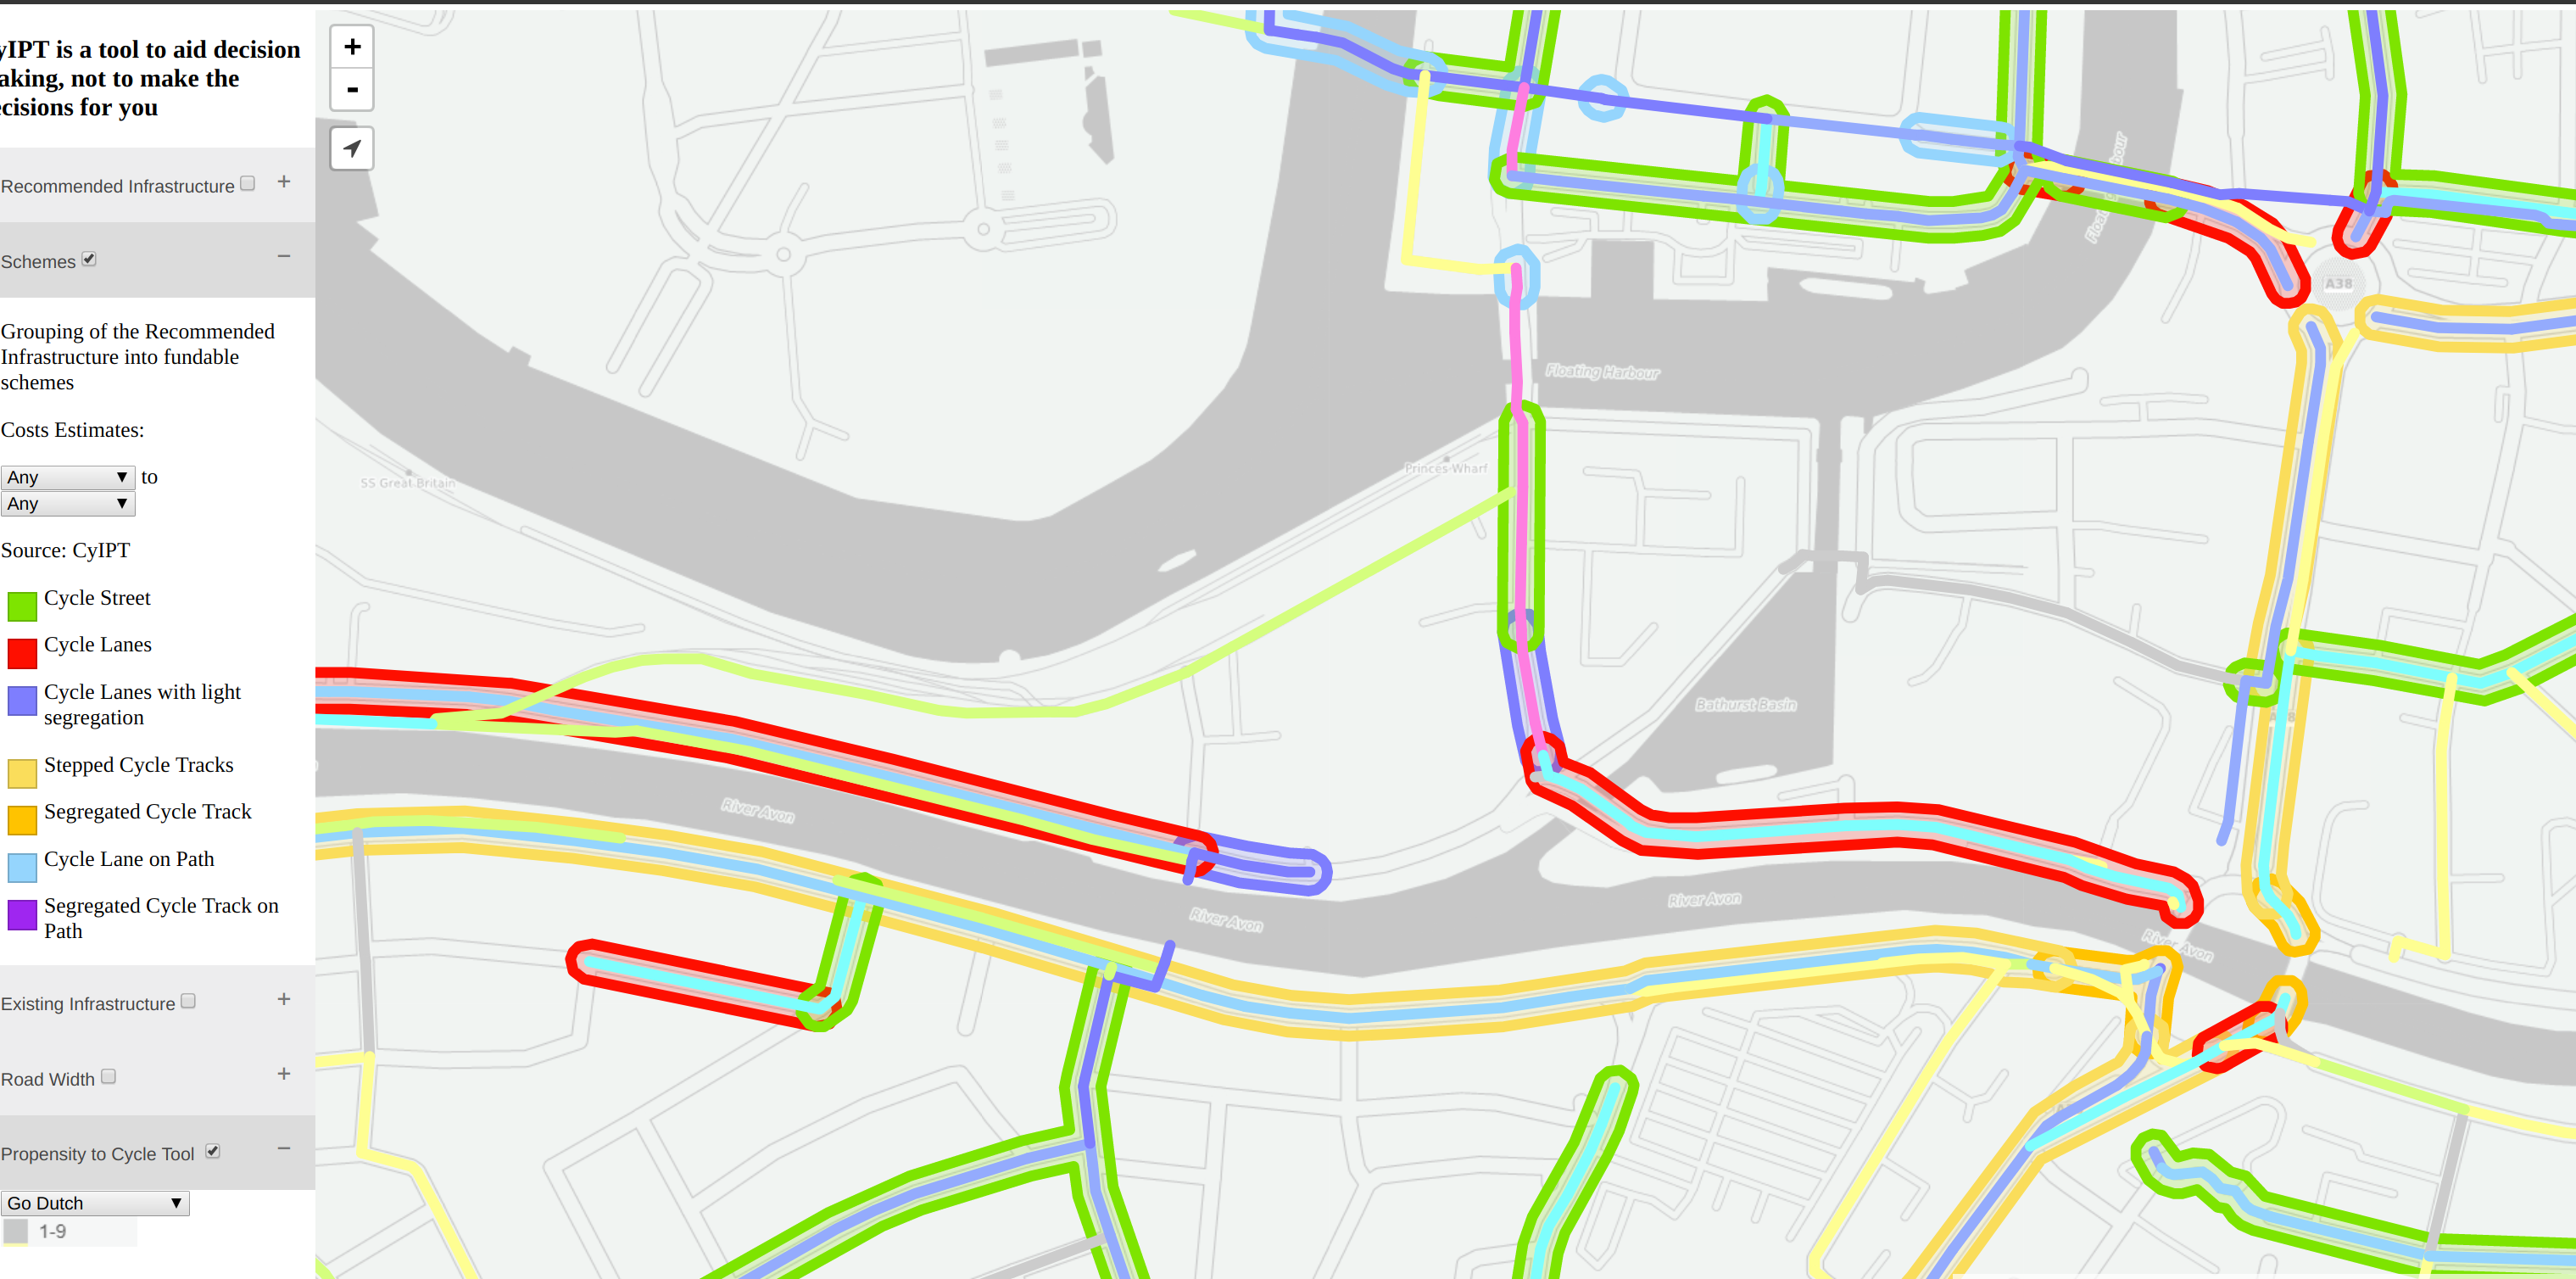 yIPT is a tool to aid decision
aking, not to make the
ecisions for you
Recommended Infrastructure
+
Schemes
−
Grouping of the Recommended
Infrastructure into fundable
schemes
Costs Estimates:
Any to
Any
Source: CyIPT
Cycle Street
Cycle Lanes
Cycle Lanes with light
segregation
Stepped Cycle Tracks
Segregated Cycle Track
Cycle Lane on Path
Segregated Cycle Track on
Path
Existing Infrastructure
+
Road Width
+
Propensity to Cycle Tool
−
Go Dutch
1-9
+
-
SS Great Britain
Princes Wharf
Floating Harbour
A38
Bathurst Basin
River Avon
River Avon
River Avon
River Avon